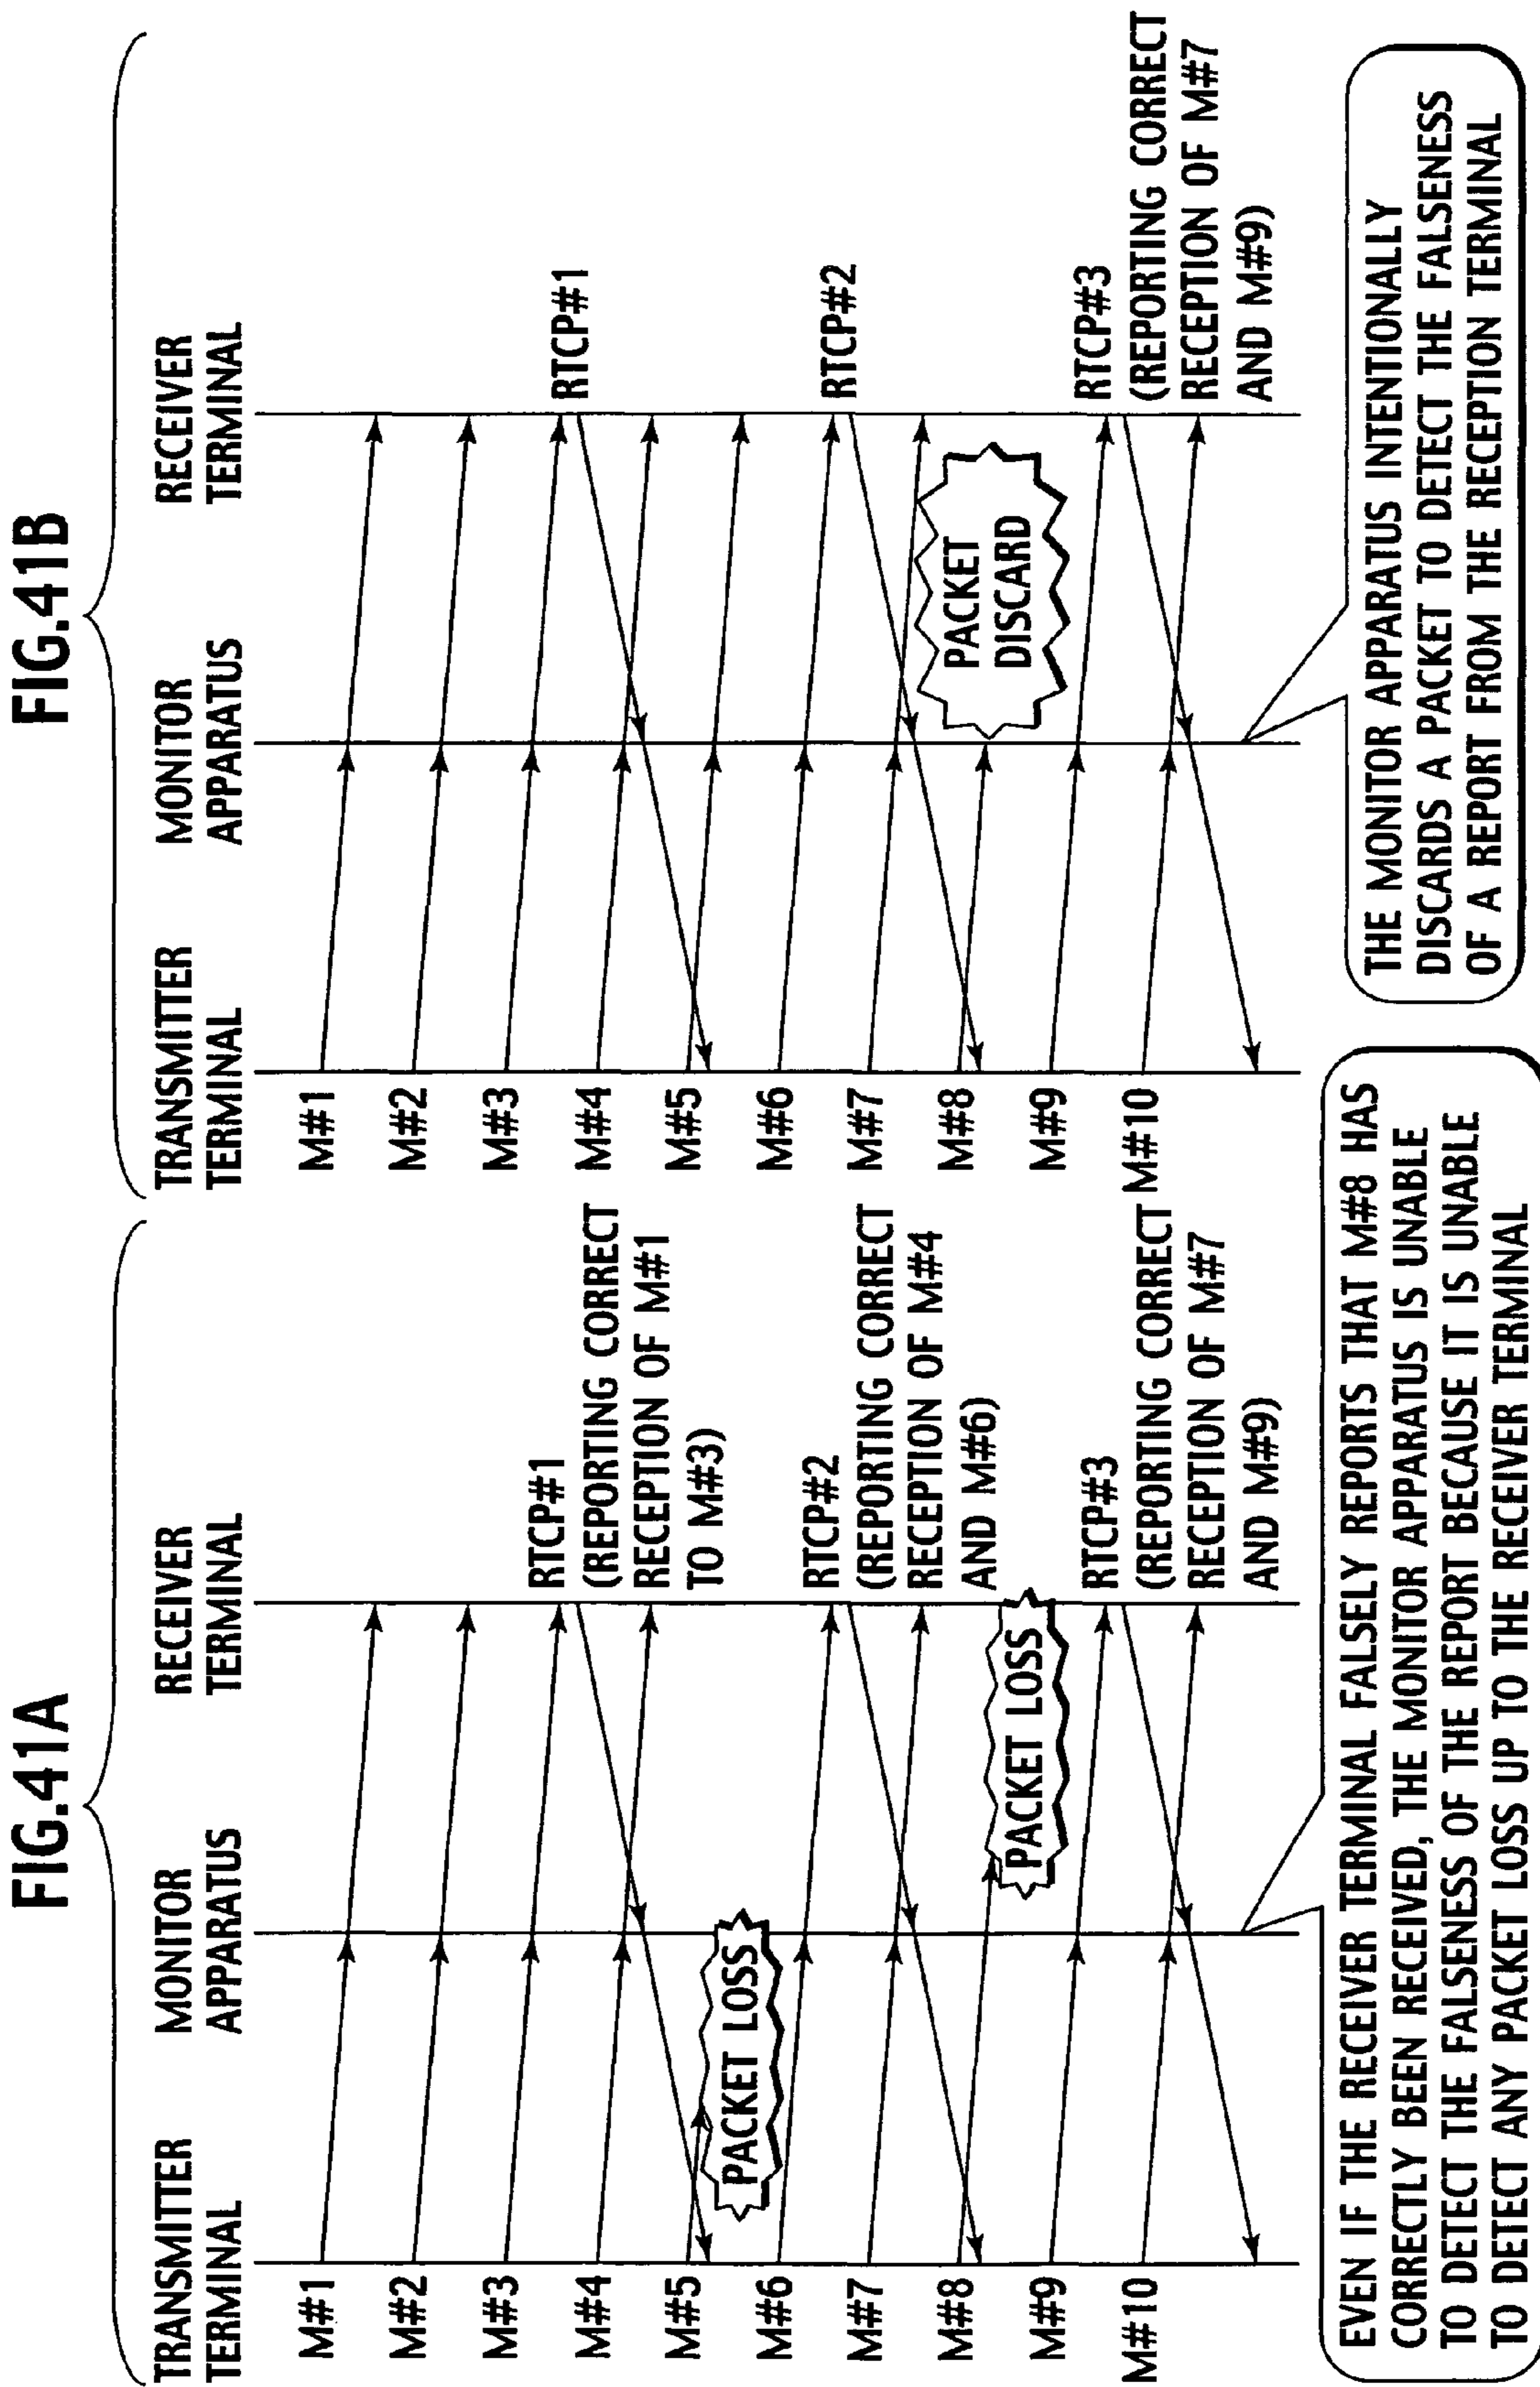 FIG.41A
TRANSMITTER
TERMINAL
MONITOR
APPARATUS
RECEIVER
TERMINAL
M#1
M#2
M#3
M#4
M#5
M#6
M#7
M#8
M#9
M#10
PACKET LOSS
PACKET LOSS
RTCP#1
(REPORTING CORRECT
RECEPTION OF M#1
TO M#3)
RTCP#2
(REPORTING CORRECT
RECEPTION OF M#4
AND M#6)
RTCP#3
(REPORTING CORRECT
RECEPTION OF M#7
AND M#9)
EVEN IF THE RECEIVER TERMINAL FALSELY REPORTS THAT M#8 HAS
CORRECTLY BEEN RECEIVED, THE MONITOR APPARATUS IS UNABLE
TO DETECT THE FALSENESS OF THE REPORT BECAUSE IT IS UNABLE
TO DETECT ANY PACKET LOSS UP TO THE RECEIVER TERMINAL
FIG.41B
TRANSMITTER
TERMINAL
MONITOR
APPARATUS
RECEIVER
TERMINAL
M#1
M#2
M#3
M#4
M#5
M#6
M#7
M#8
M#9
M#10
PACKET
DISCARD
RTCP#1
RTCP#2
RTCP#3
(REPORTING CORRECT
RECEPTION OF M#7
AND M#9)
THE MONITOR APPARATUS INTENTIONALLY
DISCARDS A PACKET TO DETECT THE FALSENESS
OF A REPORT FROM THE RECEPTION TERMINAL